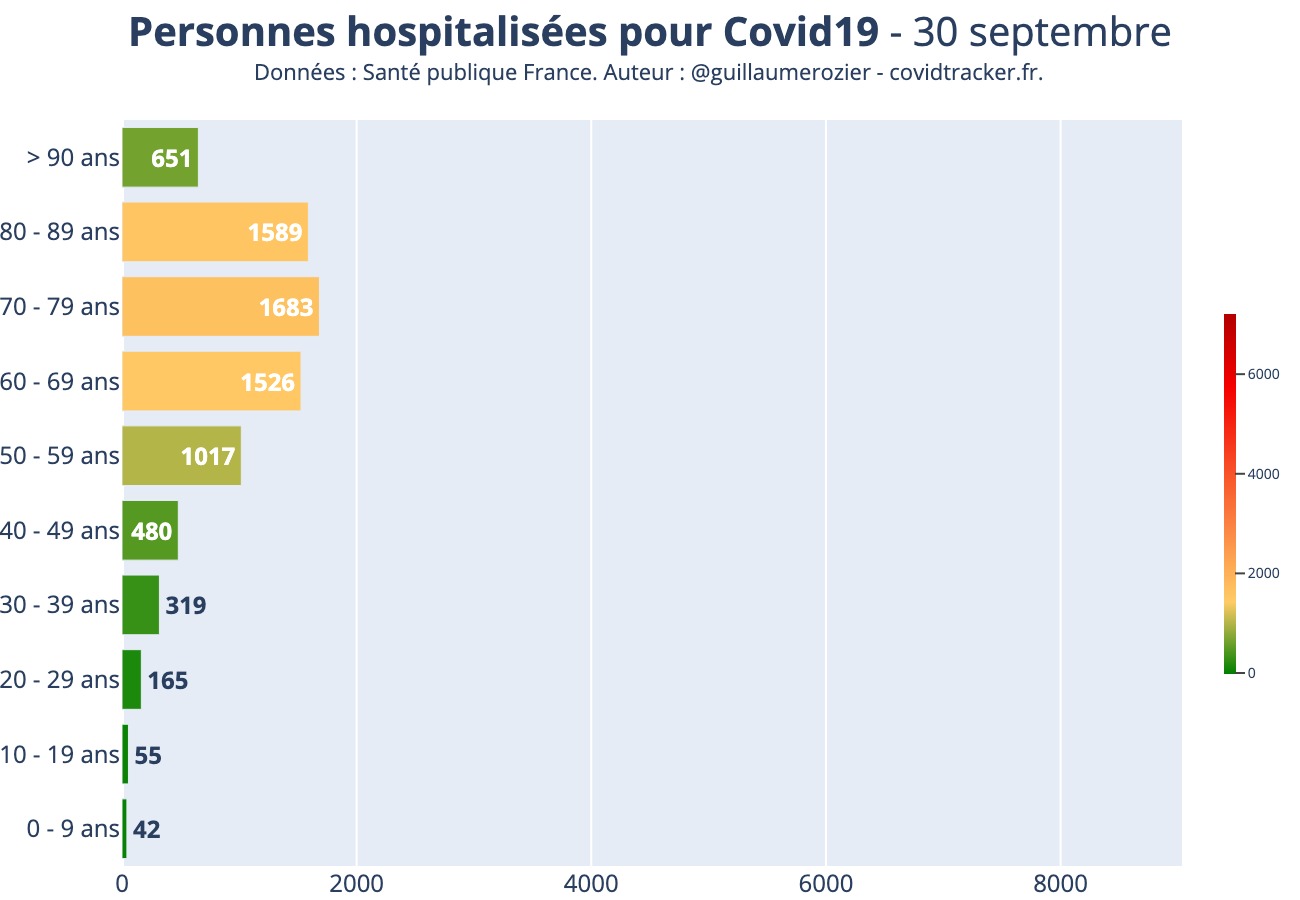 Personnes hospitalisées pour Covid19 - 30 septembre
Données : Santé publique France. Auteur : @guillaumerozier - covidtracker.fr.
> 90 ans 651
80 - 89 ans 1589
70 - 79 ans 1683
60 - 69 ans 1526
50 - 59 ans 1017
40 - 49 ans 480
30 - 39 ans 319
20 - 29 ans 165
10 - 19 ans 55
0 - 9 ans 42
0 2000 4000 6000 8000
6000
4000
2000
0